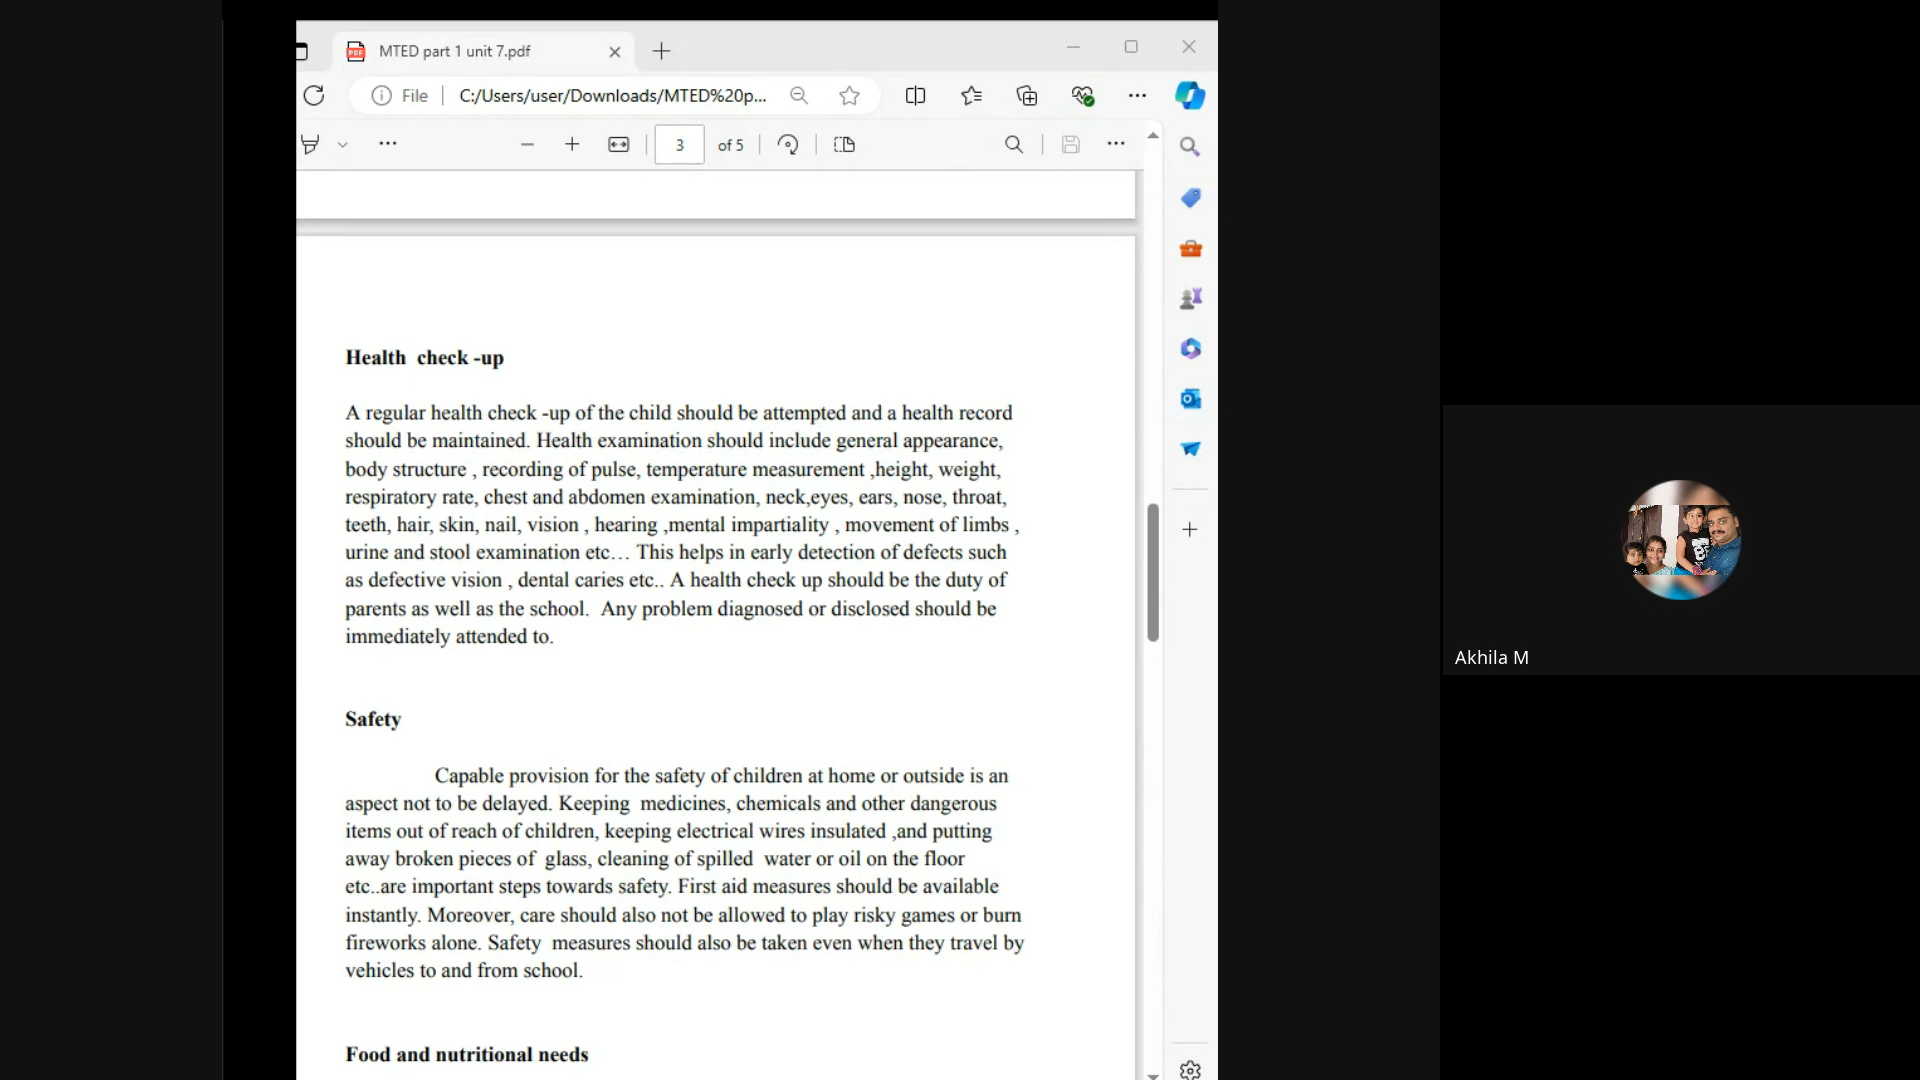 MTED part 1 unit 7.pdf
File
C:/Users/user/Downloads/MTED%20p...
3 of 5
Health check -up
A regular health check -up of the child should be attempted and a health record
should be maintained. Health examination should include general appearance,
body structure , recording of pulse, temperature measurement ,height, weight,
respiratory rate, chest and abdomen examination, neck,eyes, ears, nose, throat,
teeth, hair, skin, nail, vision , hearing ,mental impartiality , movement of limbs ,
urine and stool examination etc... This helps in early detection of defects such
as defective vision , dental caries etc.. A health check up should be the duty of
parents as well as the school. Any problem diagnosed or disclosed should be
immediately attended to.
Safety
Capable provision for the safety of children at home or outside is an
aspect not to be delayed. Keeping medicines, chemicals and other dangerous
items out of reach of children, keeping electrical wires insulated ,and putting
away broken pieces of glass, cleaning of spilled water or oil on the floor
etc..are important steps towards safety. First aid measures should be available
instantly. Moreover, care should also not be allowed to play risky games or burn
fireworks alone. Safety measures should also be taken even when they travel by
vehicles to and from school.
Food and nutritional needs
Akhila M